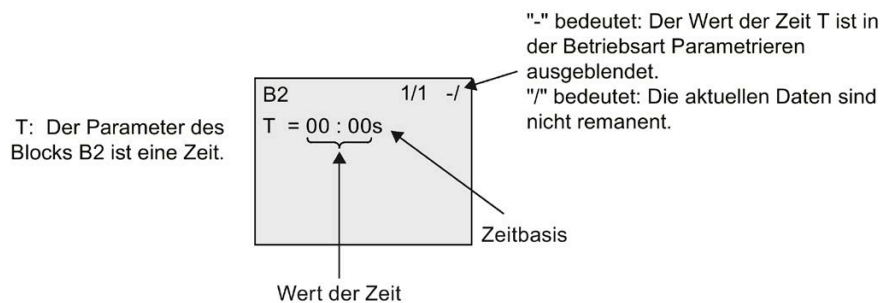 "-" bedeutet: Der Wert der Zeit T ist in
der Betriebsart Parametrieren
ausgeblendet.
"/" bedeutet: Die aktuellen Daten sind
nicht remanent.
T: Der Parameter des
Blocks B2 ist eine Zeit.
B2 1/1 -/
T = 00 : 00s
Zeitbasis
Wert der Zeit